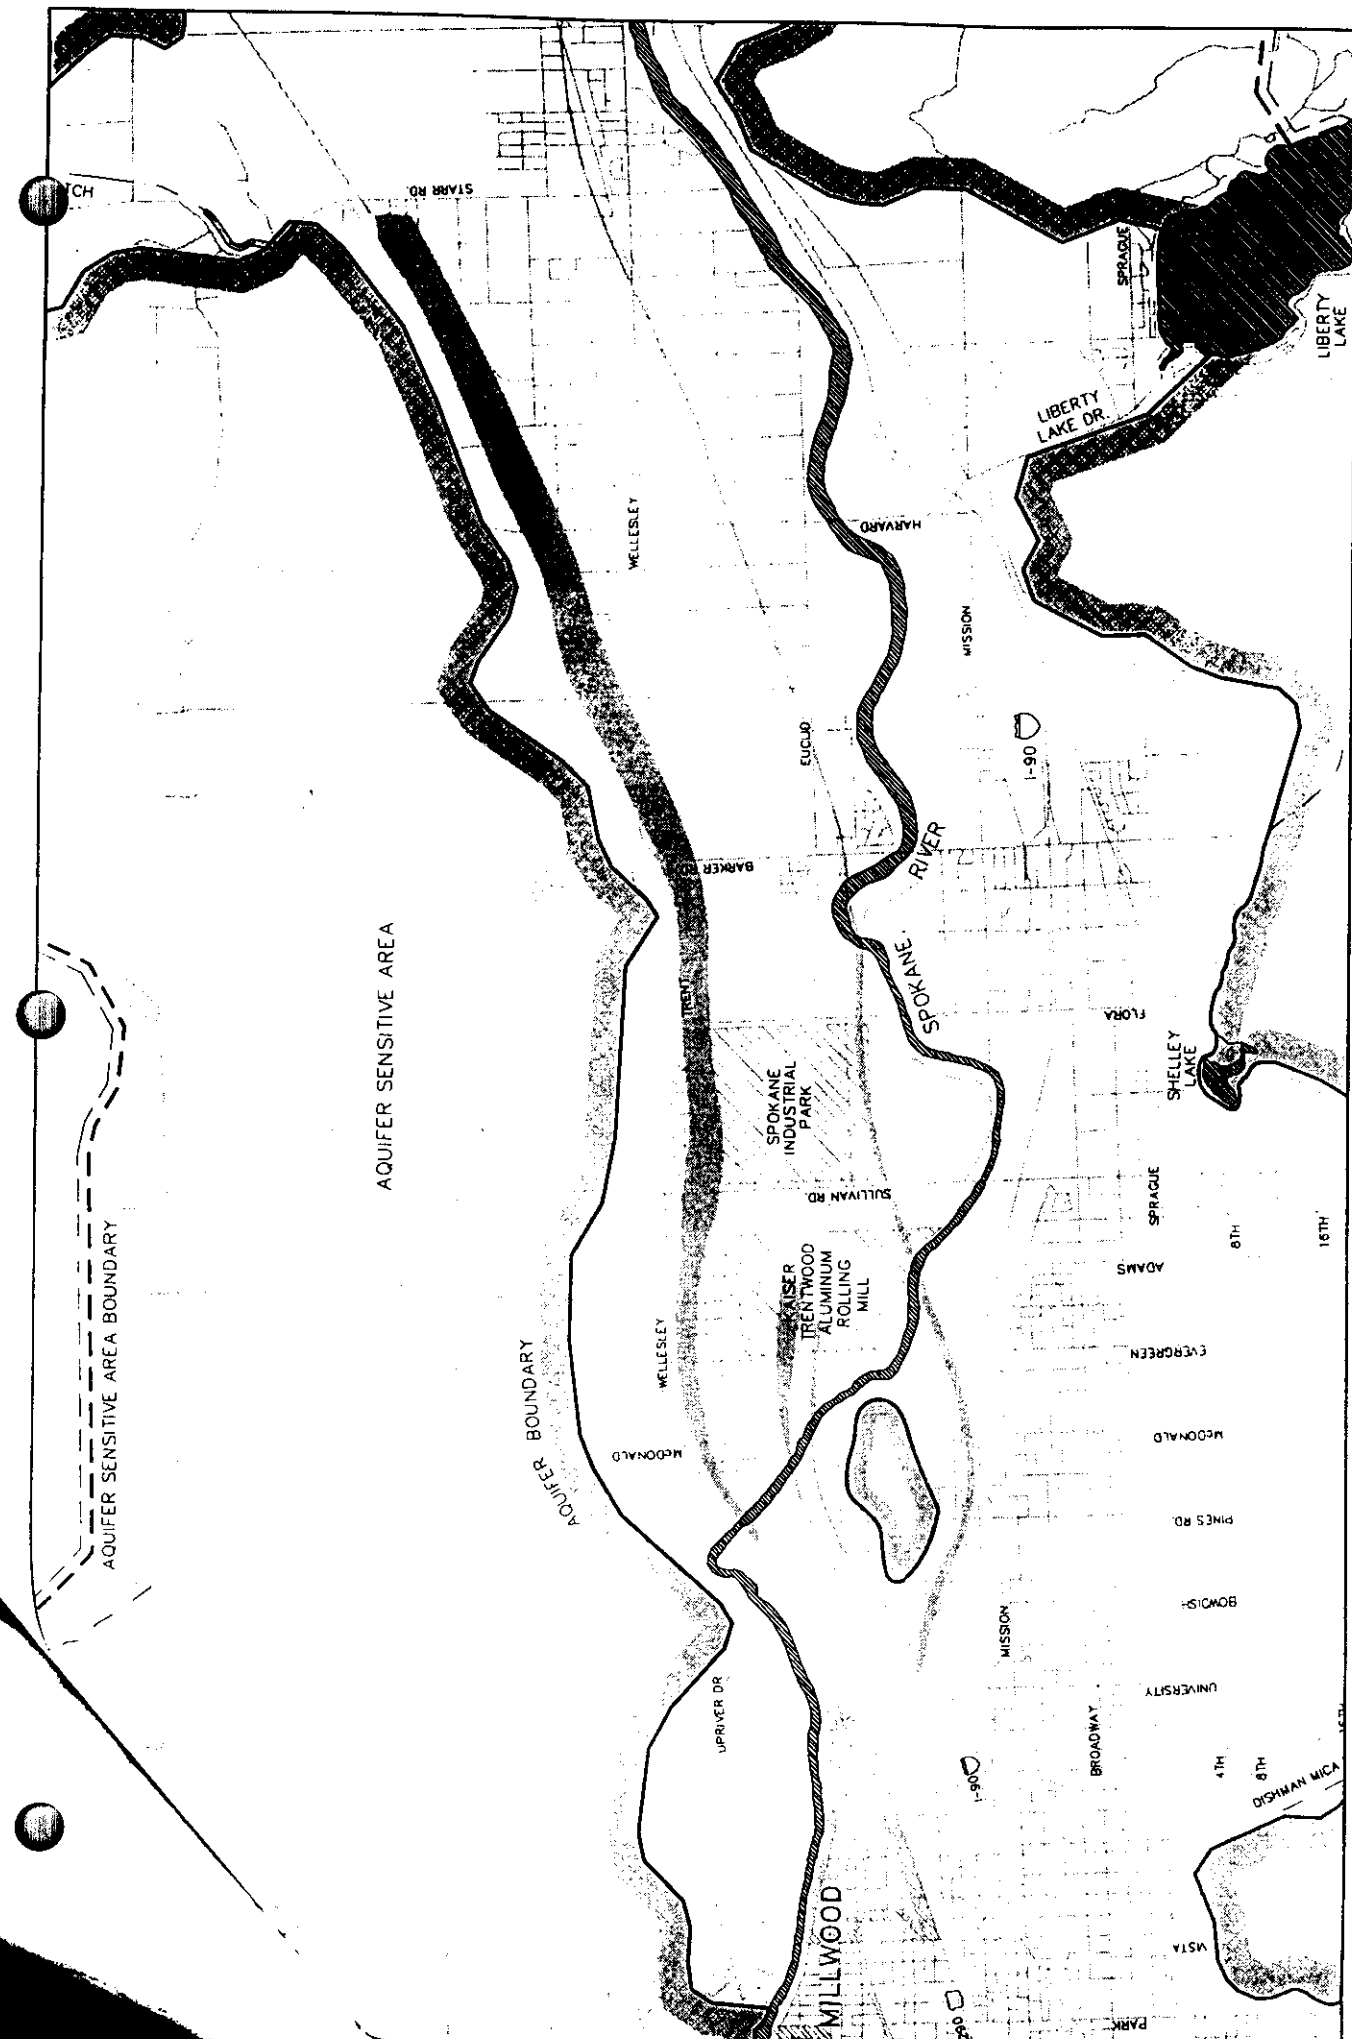 TCH
STARR RD.
SPRAGUE
LIBERTY
LAKE
LIBERTY
LAKE DR.
WELLESLEY
HARVARD
MISSION
EUCLID
I-90
BARKER RD.
SPOKANE RIVER
AQUIFER SENSITIVE AREA
TRENT
FLORA
SHELLEY
LAKE
SPOKANE
INDUSTRIAL
PARK
SULLIVAN RD.
SPRAGUE
8TH
16TH
ADAMS
KAISER
TRENTWOOD
ALUMINUM
ROLLING
MILL
AQUIFER SENSITIVE AREA BOUNDARY
WELLESLEY
EVERGREEN
AQUIFER BOUNDARY
McDONALD
McDONALD
PINES RD.
BOWDISH
MISSION
UNIVERSITY
UPRIVER DR
BROADWAY
4TH
8TH
I-90
DISHMAN MICA
MILLWOOD
VISTA
PARK